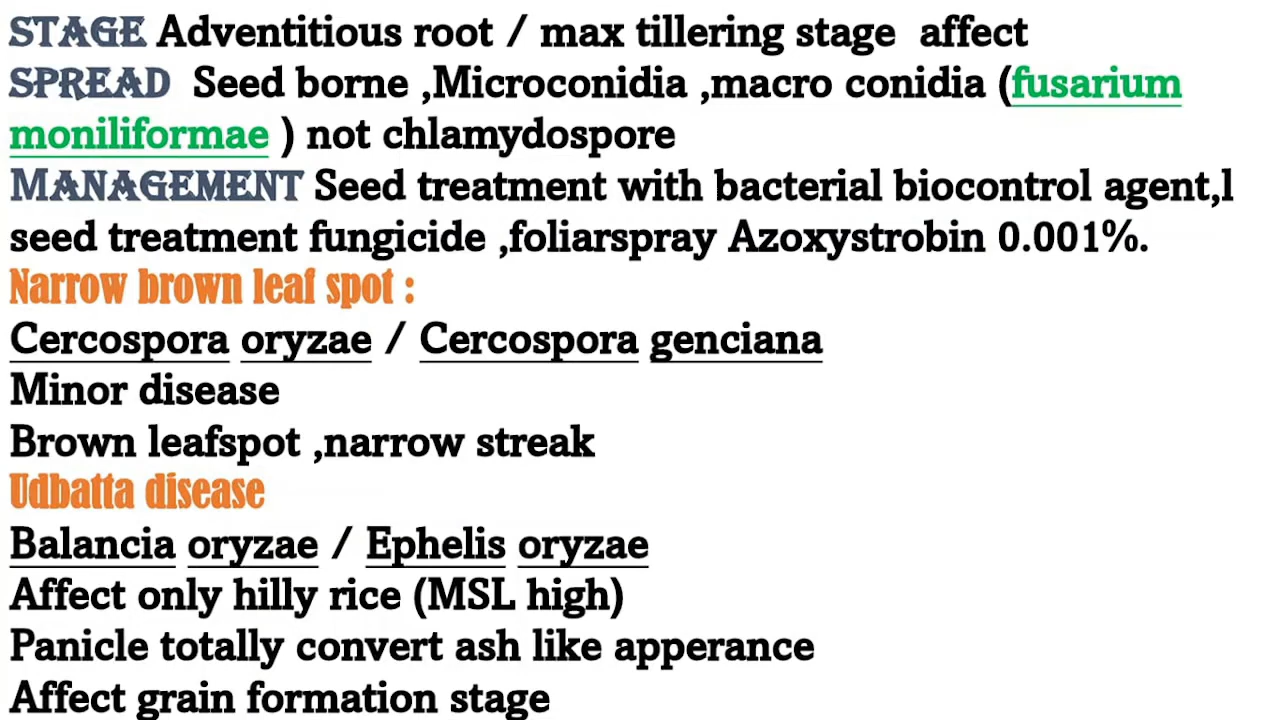 STAGE Adventitious root / max tillering stage affect
SPREAD Seed borne ,Microconidia ,macro conidia (fusarium
moniliformae ) not chlamydospore
MANAGEMENT Seed treatment with bacterial biocontrol agent,l
seed treatment fungicide ,foliarspray Azoxystrobin 0.001%.
Narrow brown leaf spot :
Cercospora oryzae / Cercospora genciana
Minor disease
Brown leafspot ,narrow streak
Udbatta disease
Balancia oryzae / Ephelis oryzae
Affect only hilly rice (MSL high)
Panicle totally convert ash like apperance
Affect grain formation stage